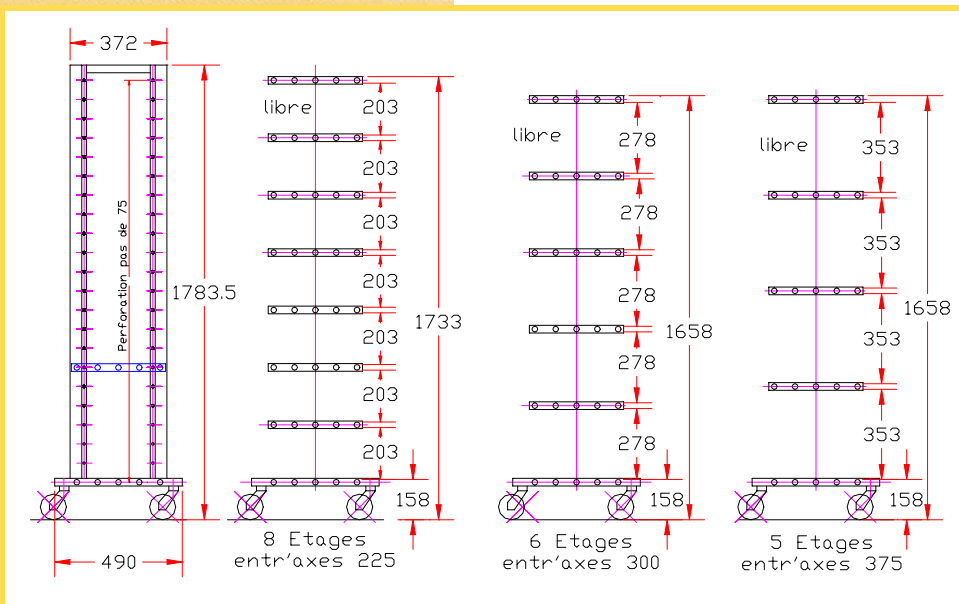 372
Perforation pas de 75
1783.5
490
libre
203
203
203
203
203
203
203
1733
158
8 Etages
entr'axes 225
libre
278
278
278
278
278
1658
158
6 Etages
entr'axes 300
libre
353
353
353
353
1658
158
5 Etages
entr'axes 375